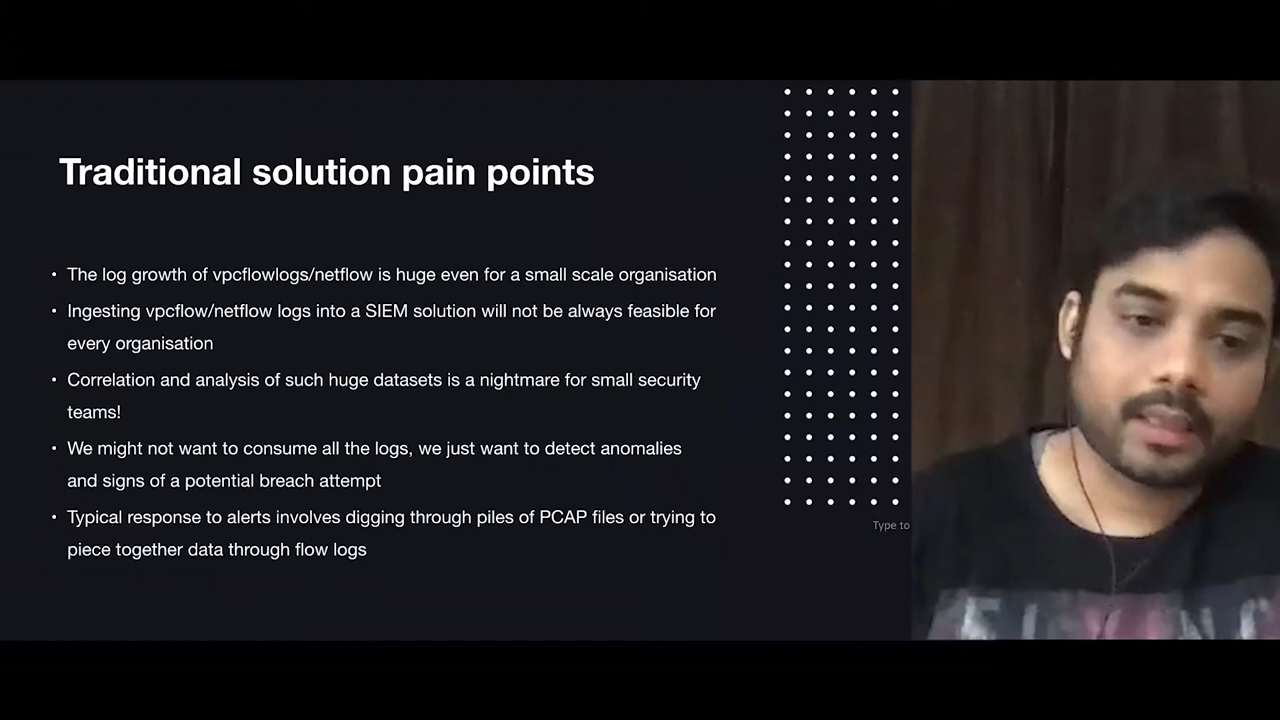 Traditional solution pain points
• The log growth of vpcflowlogs/netflow is huge even for a small scale organisation
• Ingesting vpcflow/netflow logs into a SIEM solution will not be always feasible for
every organisation
• Correlation and analysis of such huge datasets is a nightmare for small security
teams!
• We might not want to consume all the logs, we just want to detect anomalies
and signs of a potential breach attempt
• Typical response to alerts involves digging through piles of PCAP files or trying to
piece together data through flow logs
Type to